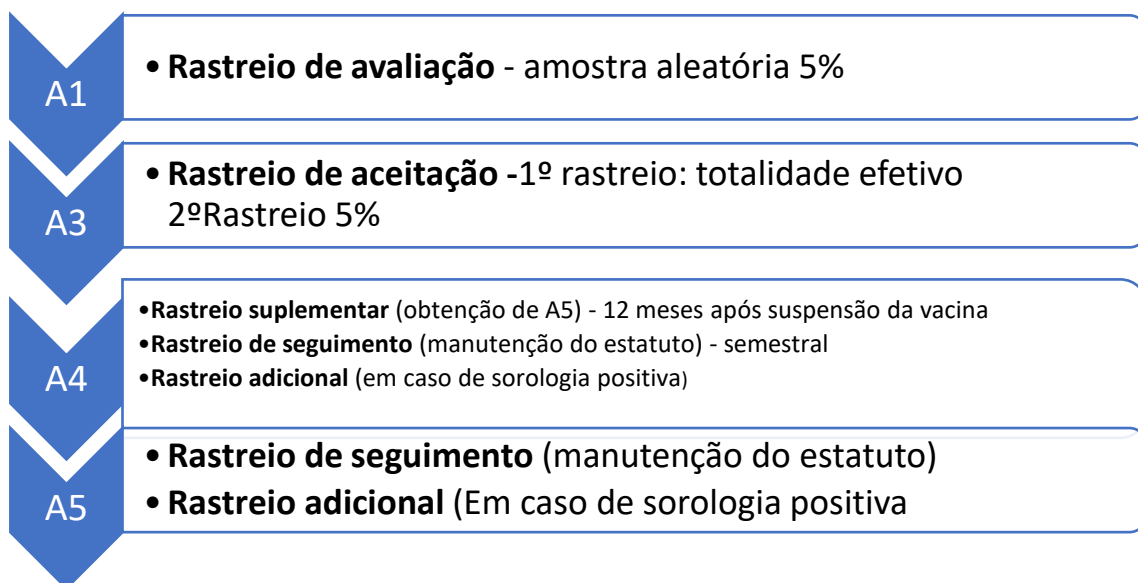 A1
• Rastreio de avaliação - amostra aleatória 5%
A3
• Rastreio de aceitação -1º rastreio: totalidade efetivo
2ºRastreio 5%
A4
•Rastreio suplementar (obtenção de A5) - 12 meses após suspensão da vacina
•Rastreio de seguimento (manutenção do estatuto) - semestral
•Rastreio adicional (em caso de sorologia positiva)
A5
• Rastreio de seguimento (manutenção do estatuto)
• Rastreio adicional (Em caso de sorologia positiva